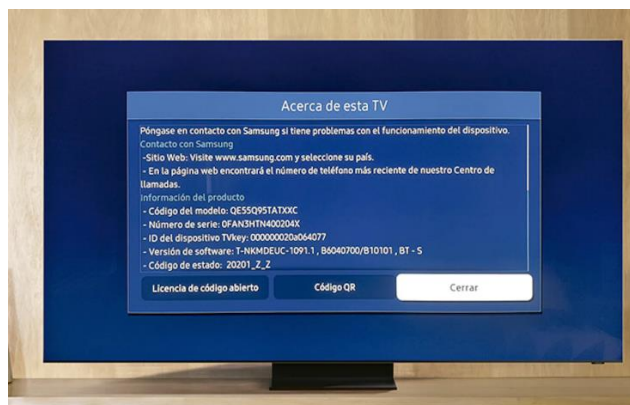 Acerca de esta TV
Póngase en contacto con Samsung si tiene problemas con el funcionamiento del dispositivo.
Contacto con Samsung
-Sitio Web: Visite www.samsung.com y seleccione su país.
- En la página web encontrará el número de teléfono más reciente de nuestro Centro de
llamadas.
Información del producto
- Código del modelo: QE55Q95TATXXC
- Número de serie: 0FAN3HTN400204X
- ID del dispositivo TVkey: 000000020a064077
- Versión de software: T-NKMDEUC-1091.1 , B6040700/B10101 , BT - S
- Código de estado: 20201_Z_Z
Licencia de código abierto
Código QR
Cerrar